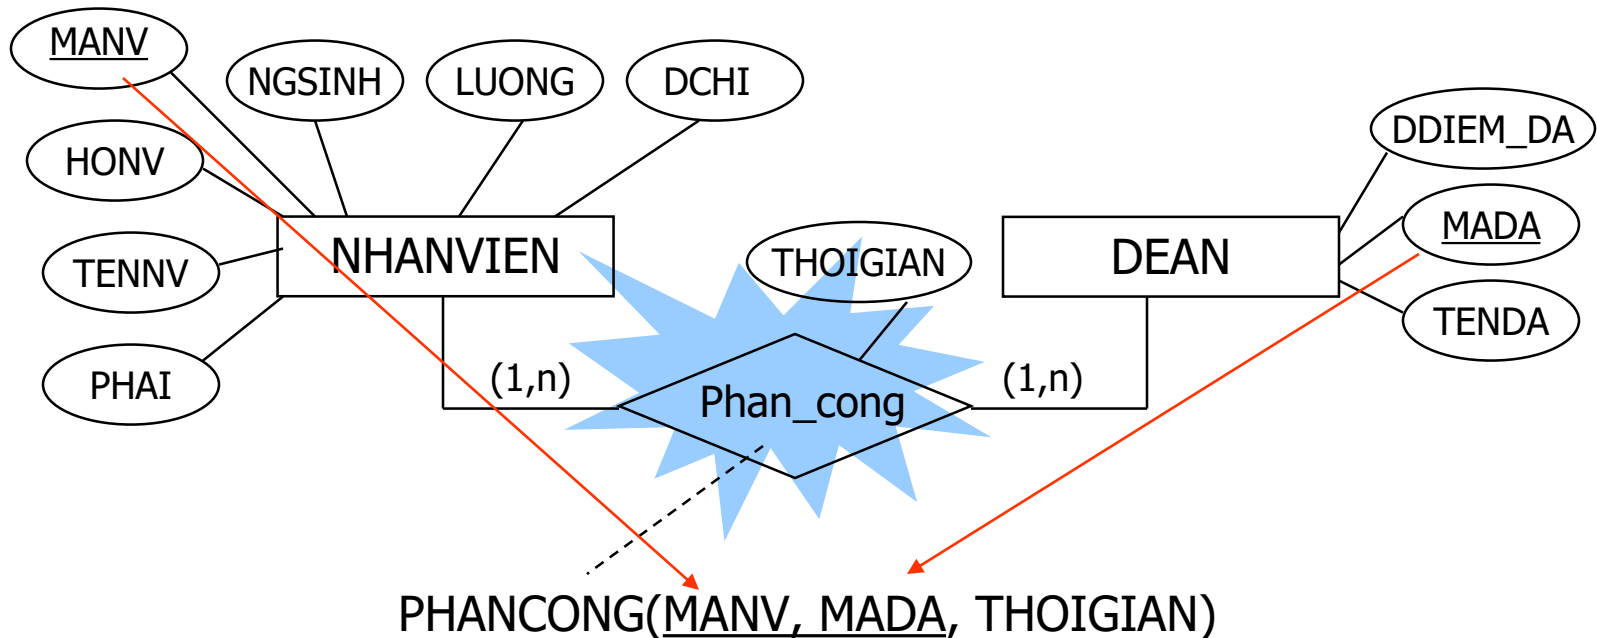 MANV
NGSINH
LUONG
DCHI
HONV
TENNV
PHAI
NHANVIEN
(1,n)
THOIGIAN
Phan_cong
(1,n)
DEAN
DDIEM_DA
MADA
TENDA
PHANCONG(MANV, MADA, THOIGIAN)